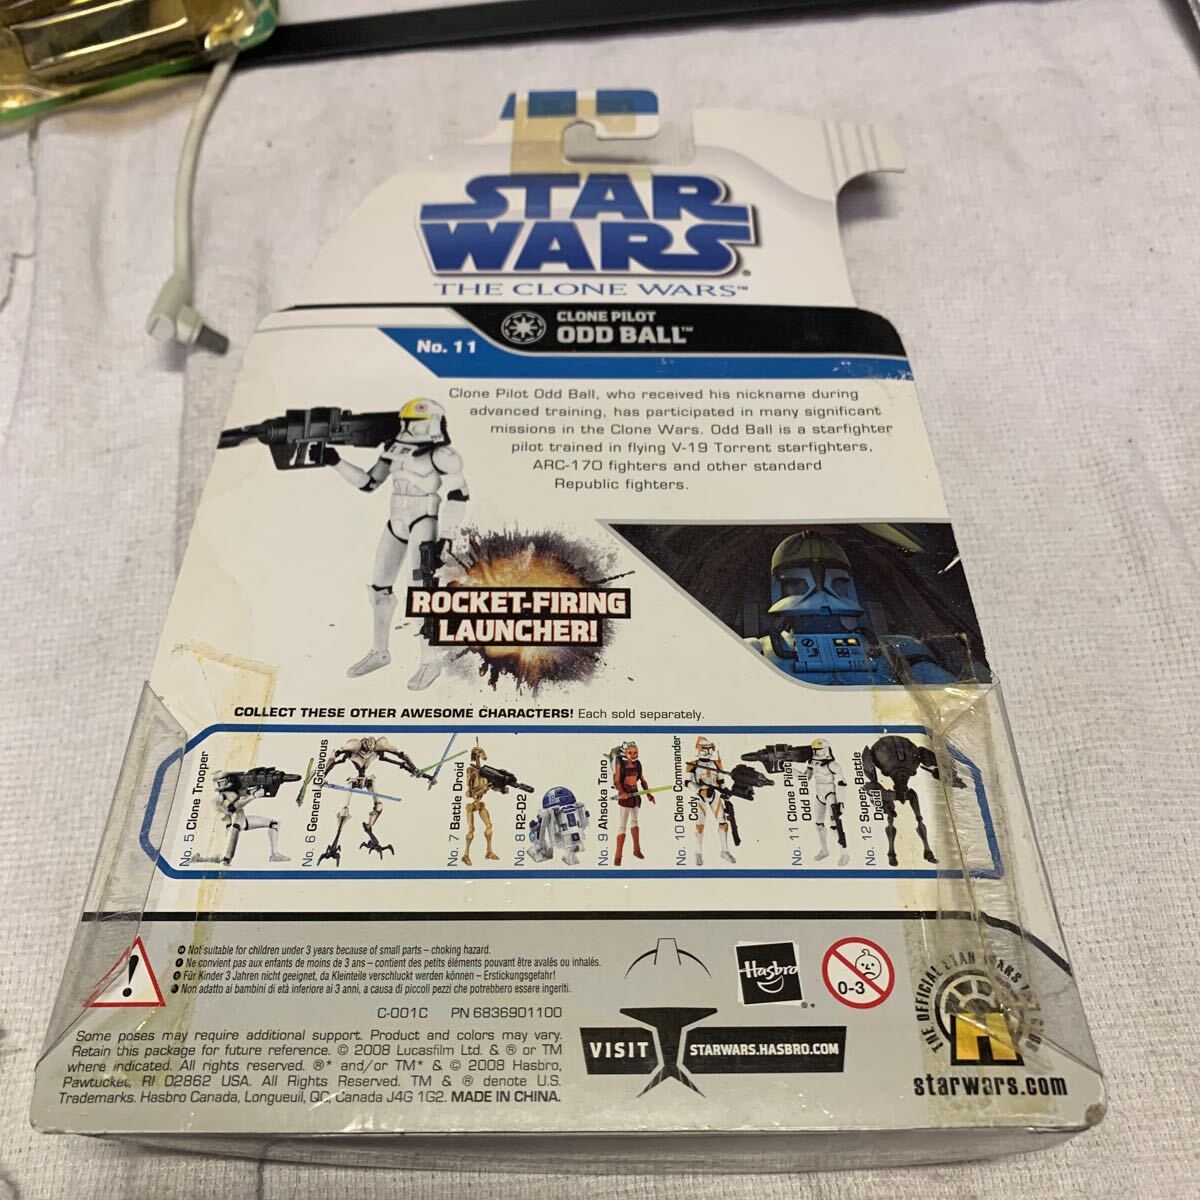 STAR
WARS®
THE CLONE WARS™
CLONE PILOT
ODD BALL™
No. 11
Clone Pilot Odd Ball, who received his nickname during
advanced training, has participated in many significant
missions in the Clone Wars. Odd Ball is a starfighter
pilot trained in flying V-19 Torrent starfighters,
ARC-170 fighters and other standard
Republic fighters.
ROCKET-FIRING
LAUNCHER!
COLLECT THESE OTHER AWESOME CHARACTERS! Each sold separately.
No. 5 Clone Trooper
No. 6 General Grievous
No. 7 Battle Droid
No. 8 R2-D2
No. 9 Ahsoka Tano
No. 10 Clone Commander
Cody
No. 11 Clone Pilot
Odd Ball
No. 12 Super Battle
Droid
Not suitable for children under 3 years because of small parts – choking hazard.
Ne convient pas aux enfants de moins de 3 ans – contient des petits éléments pouvant être avalés ou inhalés.
Für Kinder 3 Jahren nicht geeignet, da Kleinteile verschluckt werden können – Erstickungsgefahr!
Non adatto ai bambini di età inferiore ai 3 anni, a causa di piccoli pezzi che potrebbero essere ingeriti.
C-001C PN 6836901100
Some poses may require additional support. Product and colors may vary.
Retain this package for future reference. © 2008 Lucasfilm Ltd. & ® or TM
where indicated. All rights reserved. ®* and/or TM* & © 2008 Hasbro,
Pawtucket, RI 02862 USA. All Rights Reserved. TM & ® denote U.S.
Trademarks. Hasbro Canada, Longueuil, QC, Canada J4G 1G2. MADE IN CHINA.
VISIT STARWARS.HASBRO.COM
Hasbro
®*
0-3
THE OFFICIAL STAR WARS
starwars.com